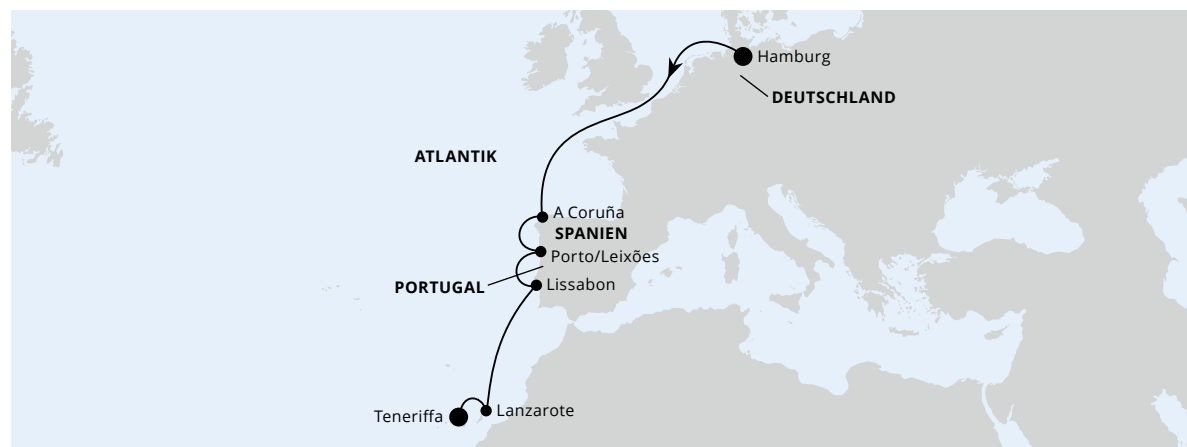 Hamburg
DEUTSCHLAND
ATLANTIK
A Coruña
SPANIEN
Porto/Leixões
PORTUGAL
Lissabon
Lanzarote
Teneriffa